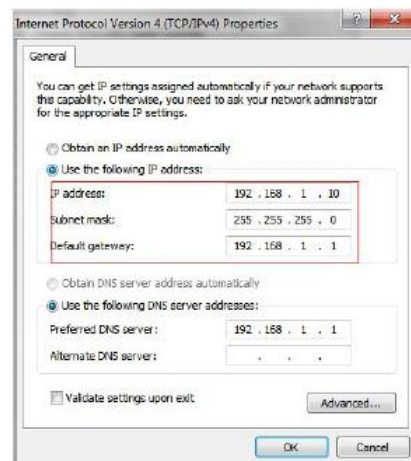 Internet Protocol Version 4 (TCP/IPv4) Properties
General
You can get IP settings assigned automatically if your network supports
this capability. Otherwise, you need to ask your network administrator
for the appropriate IP settings.
Obtain an IP address automatically
Use the following IP address:
IP address: 192 . 168 . 1 . 10
Subnet mask: 255 . 255 . 255 . 0
Default gateway: 192 . 168 . 1 . 1
Obtain DNS server address automatically
Use the following DNS server addresses:
Preferred DNS server: 192 . 168 . 1 . 1
Alternate DNS server: . . .
Validate settings upon exit
Advanced...
OK Cancel